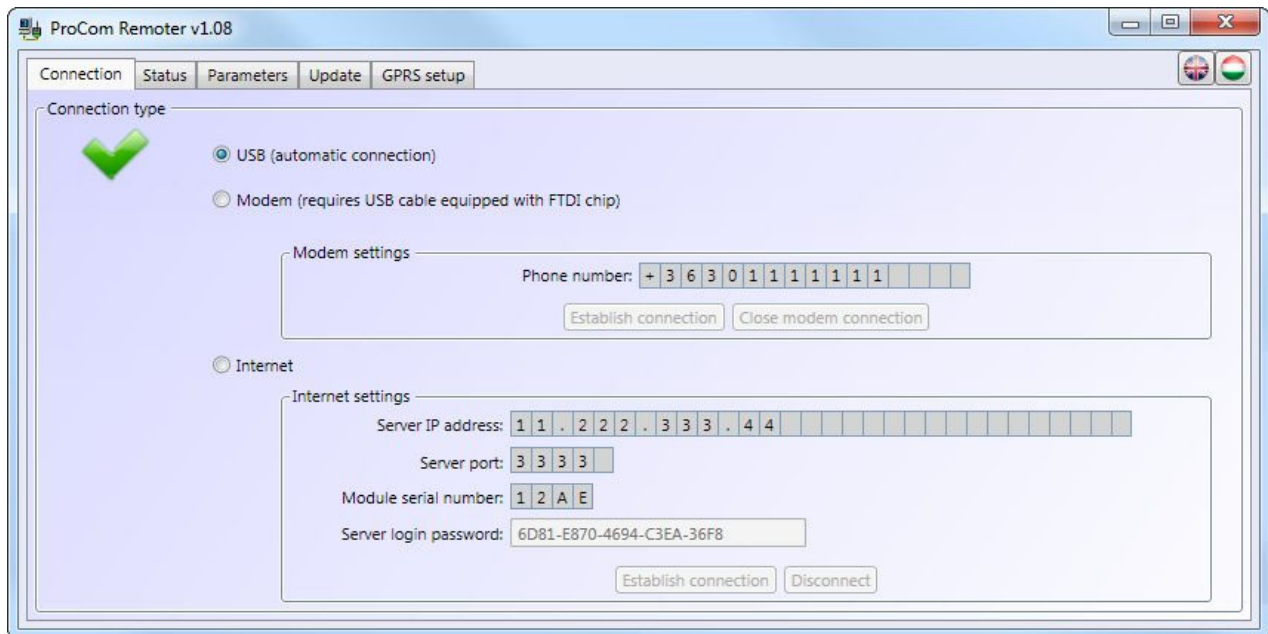 ProCom Remoter v1.08
Connection Status Parameters Update GPRS setup
Connection type
USB (automatic connection)
Modem (requires USB cable equipped with FTDI chip)
Modem settings
Phone number: +36301111111
Establish connection Close modem connection
Internet
Internet settings
Server IP address: 11.222.333.44
Server port: 3333
Module serial number: 12AE
Server login password: 6D81-E870-4694-C3EA-36F8
Establish connection Disconnect